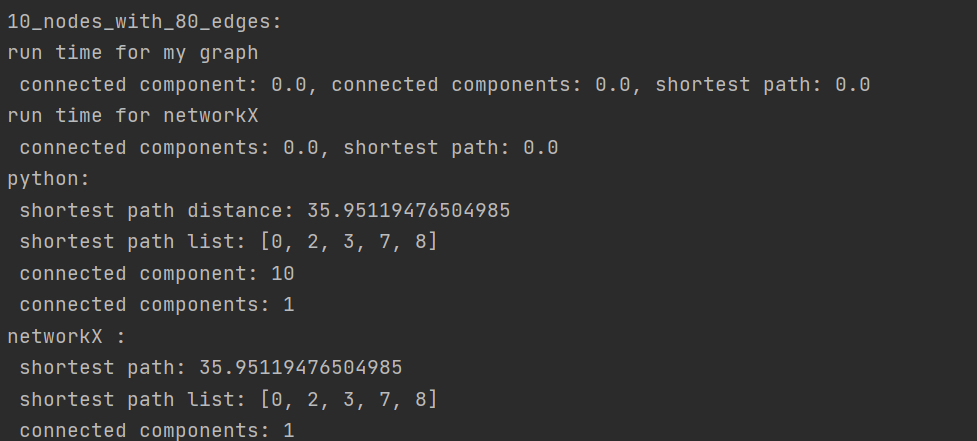 10_nodes_with_80_edges:
run time for my graph
 connected component: 0.0, connected components: 0.0, shortest path: 0.0
run time for networkX
 connected components: 0.0, shortest path: 0.0
python:
 shortest path distance: 35.95119476504985
 shortest path list: [0, 2, 3, 7, 8]
 connected component: 10
 connected components: 1
networkX :
 shortest path: 35.95119476504985
 shortest path list: [0, 2, 3, 7, 8]
 connected components: 1